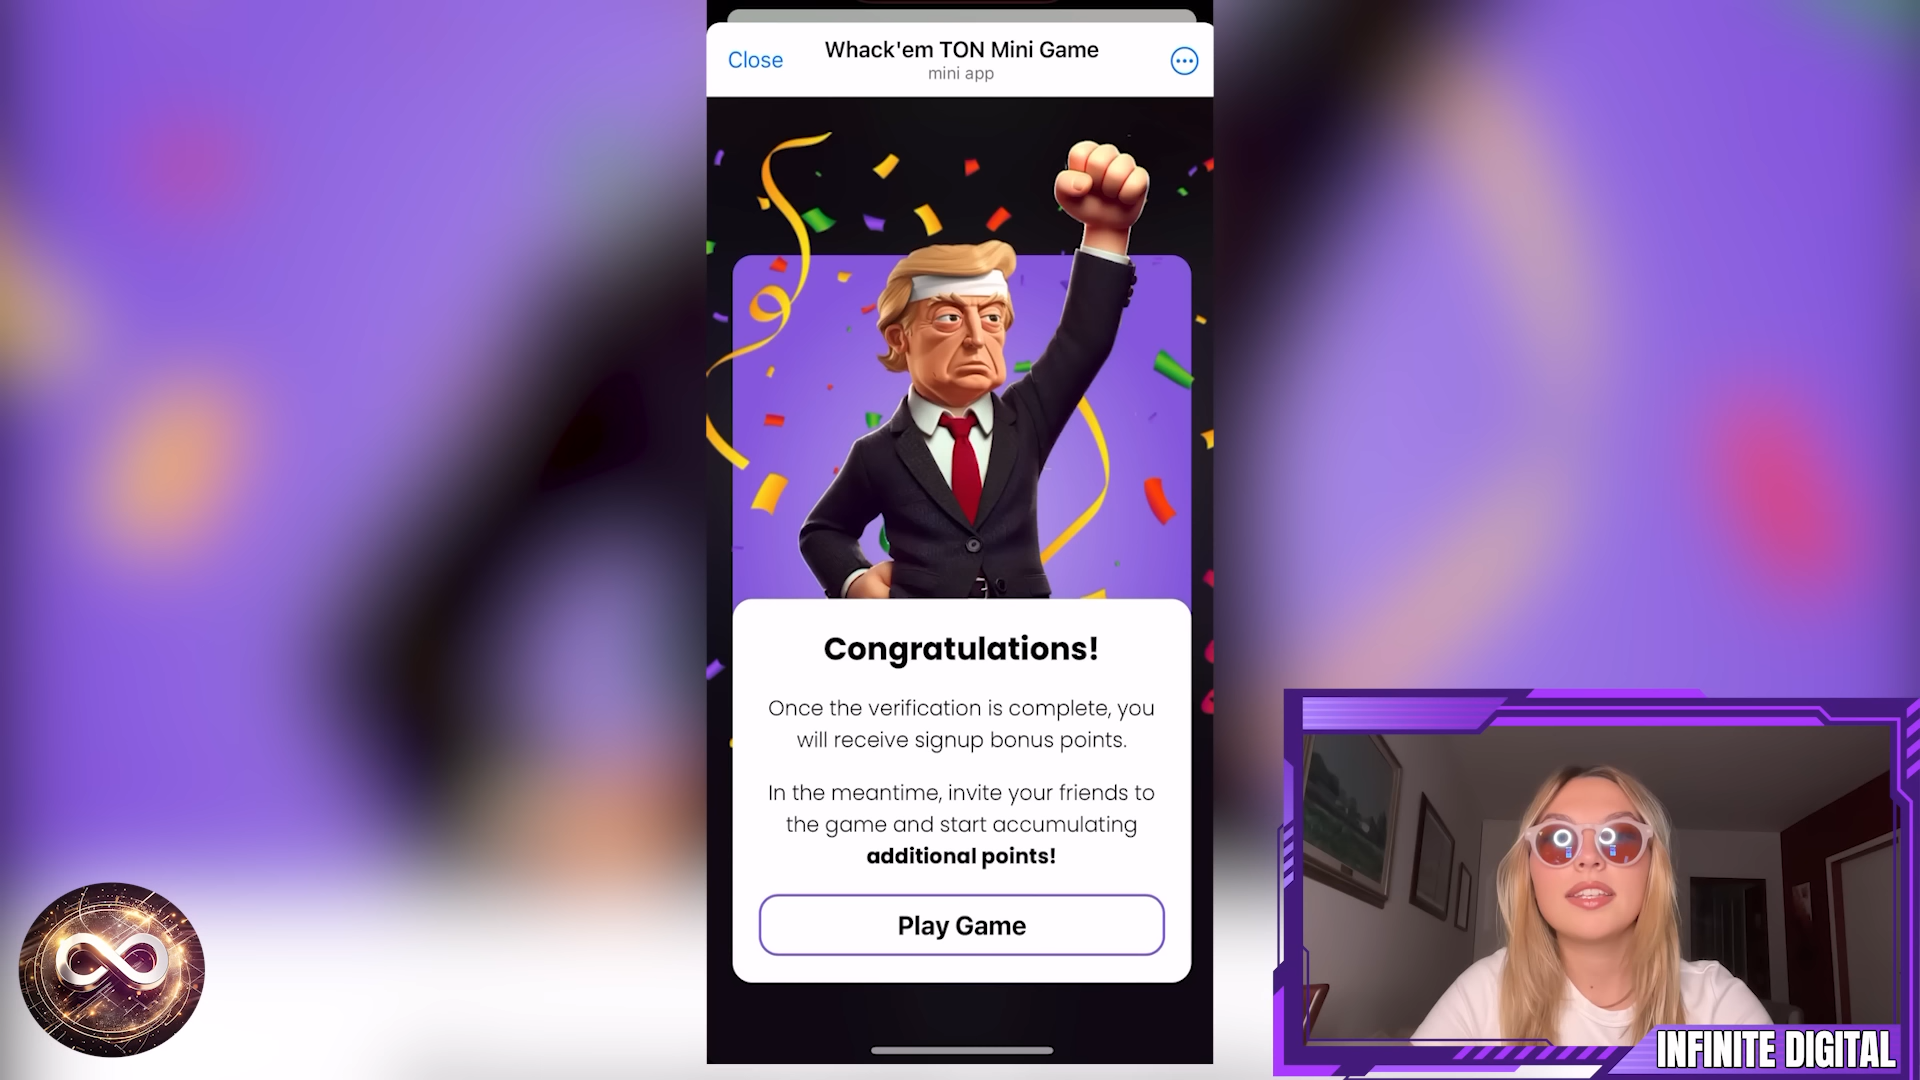 Close
Whack'em TON Mini Game
mini app
Congratulations!
Once the verification is complete, you
will receive signup bonus points.
In the meantime, invite your friends to
the game and start accumulating
additional points!
Play Game
INFINITE DIGITAL